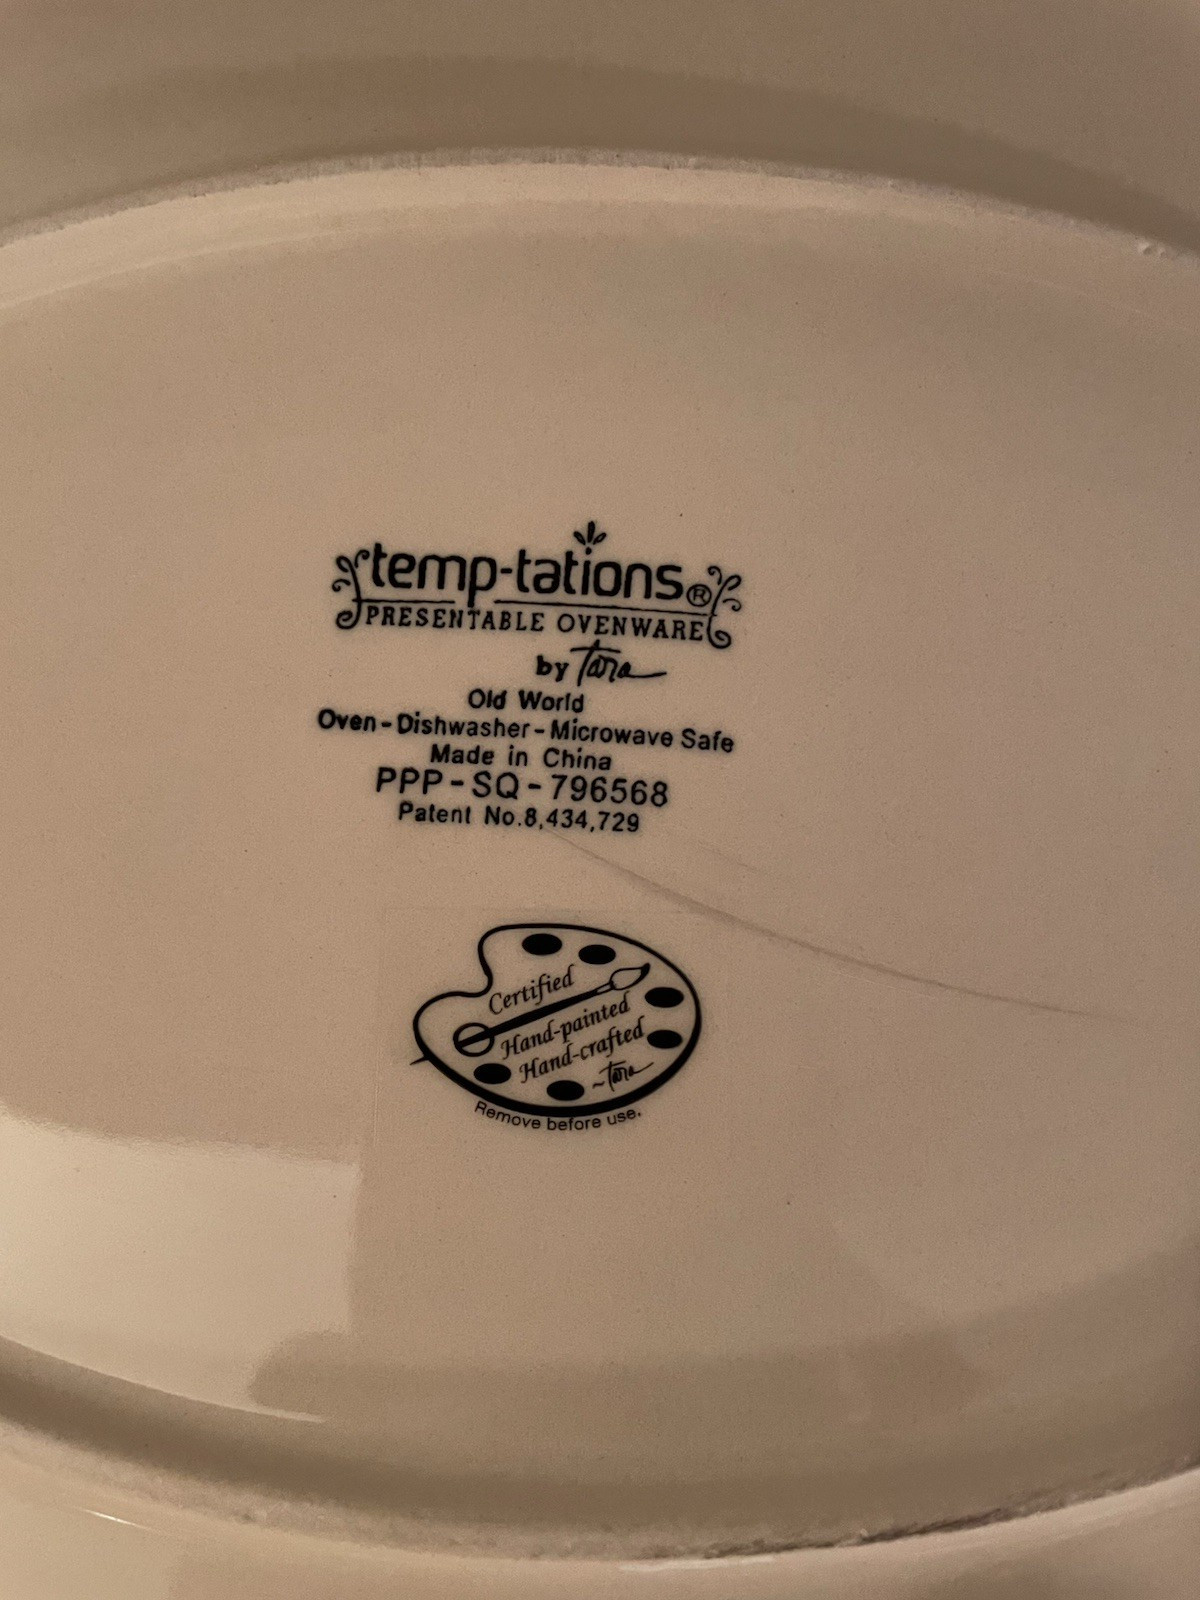 temp-tations®
PRESENTABLE OVENWARE
by Tara
Old World
Oven-Dishwasher-Microwave Safe
Made in China
PPP-SQ-796568
Patent No.8,434,729
Certified
Hand-painted
Hand-crafted
~Tara
Remove before use.